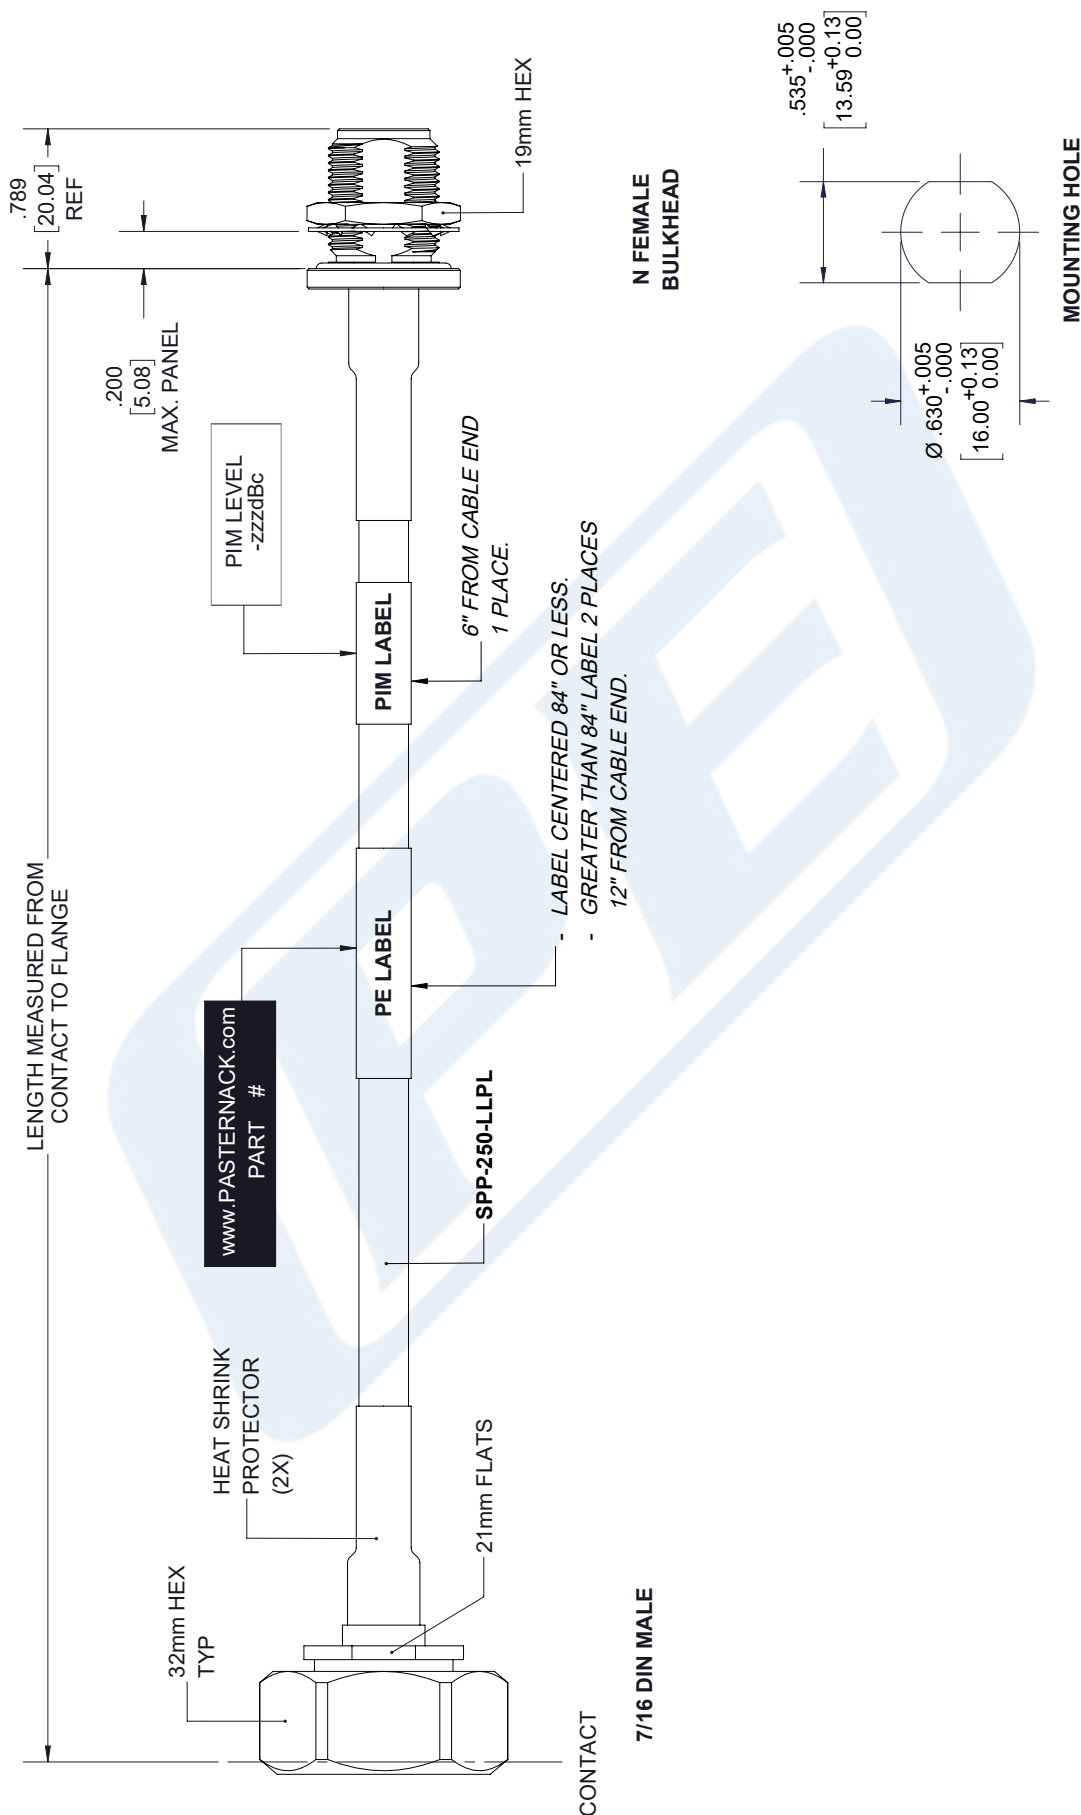 LENGTH MEASURED FROM
CONTACT TO FLANGE
.789
[20.04]
REF
.200
[5.08]
MAX. PANEL
32mm HEX
TYP
HEAT SHRINK
PROTECTOR
(2X)
www.PASTERNACK.com
PART #
PIM LEVEL
-zzzdBc
PE LABEL
PIM LABEL
21mm FLATS
SPP-250-LLPL
6" FROM CABLE END
1 PLACE.
19mm HEX
- LABEL CENTERED 84" OR LESS.
- GREATER THAN 84" LABEL 2 PLACES
12" FROM CABLE END.
CONTACT
7/16 DIN MALE
N FEMALE
BULKHEAD
.535 +.005
-.000
[13.59 +0.13
0.00]
Ø .630 +.005
-.000
[16.00 +0.13
0.00]
MOUNTING HOLE
PE